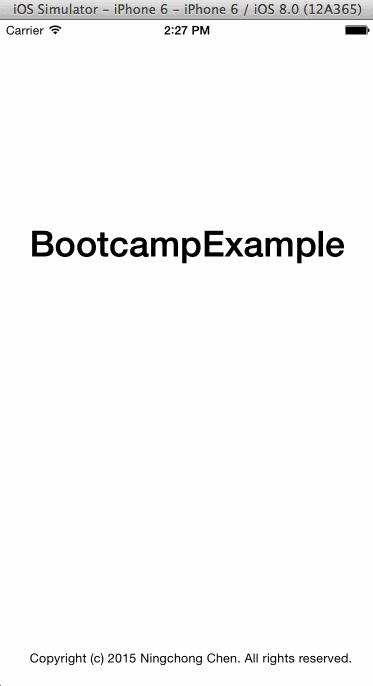 iOS Simulator – iPhone 6 – iPhone 6 / iOS 8.0 (12A365)
Carrier 2:27 PM
BootcampExample
Copyright (c) 2015 Ningchong Chen. All rights reserved.